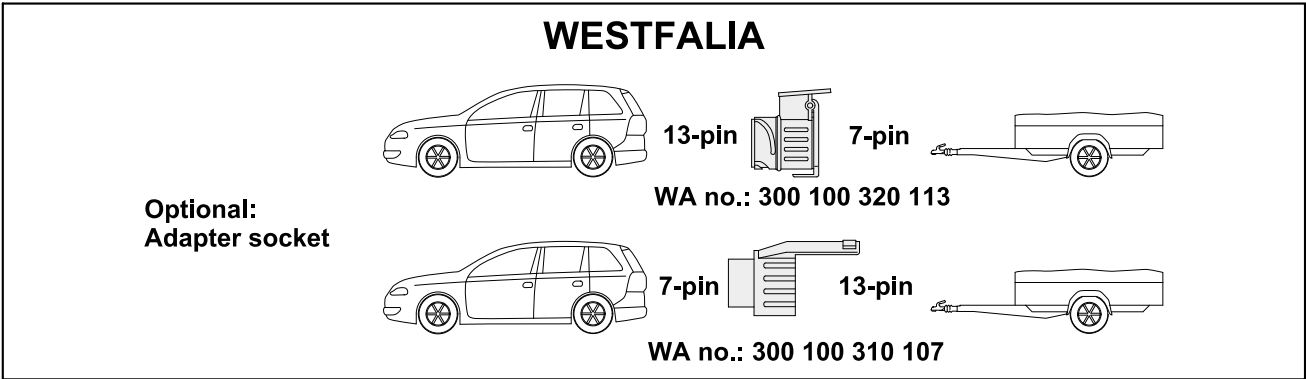 WESTFALIA
13-pin 7-pin
WA no.: 300 100 320 113
Optional:
Adapter socket
7-pin 13-pin
WA no.: 300 100 310 107